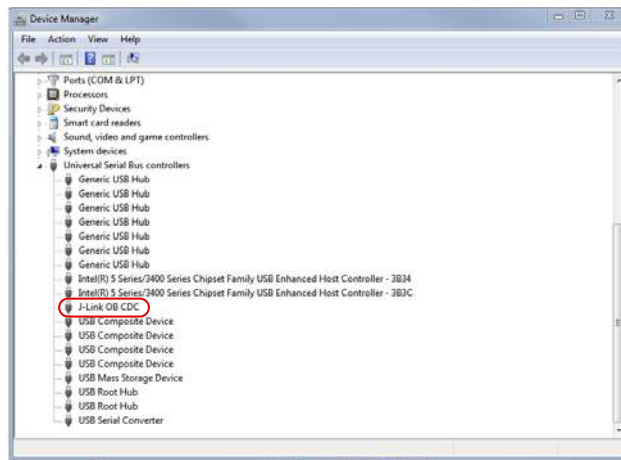 Device Manager
File Action View Help
Ports (COM & LPT)
Processors
Security Devices
Smart card readers
Sound, video and game controllers
System devices
Universal Serial Bus controllers
Generic USB Hub
Generic USB Hub
Generic USB Hub
Generic USB Hub
Generic USB Hub
Generic USB Hub
Generic USB Hub
Intel(R) 5 Series/3400 Series Chipset Family USB Enhanced Host Controller - 3B34
Intel(R) 5 Series/3400 Series Chipset Family USB Enhanced Host Controller - 3B3C
J-Link OB CDC
USB Composite Device
USB Composite Device
USB Composite Device
USB Composite Device
USB Mass Storage Device
USB Root Hub
USB Root Hub
USB Serial Converter